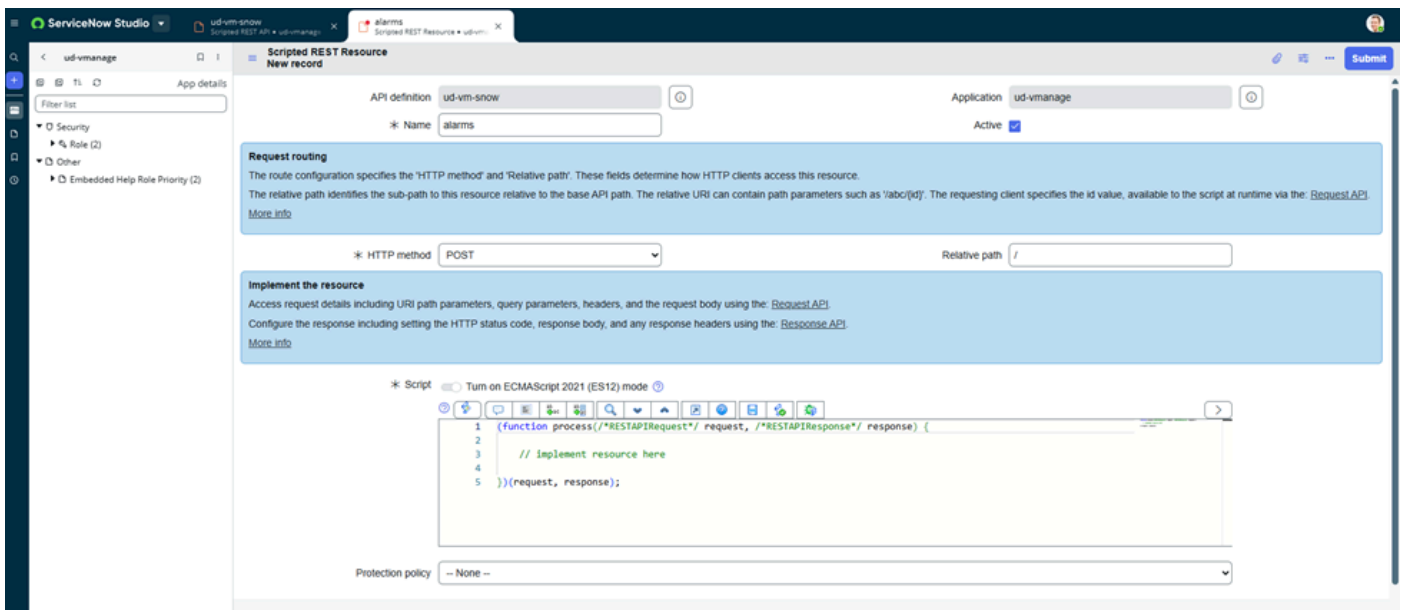 ServiceNow Studio
ud-vm-snow
Scripted REST API • ud-vmanage
alarms
Scripted REST Resource • ud-vm
ud-vmanage
App details
Filter list
Security
Role (2)
Other
Embedded Help Role Priority (2)
Scripted REST Resource
New record
Submit
API definition ud-vm-snow
Application ud-vmanage
* Name alarms
Active
Request routing
The route configuration specifies the 'HTTP method' and 'Relative path'. These fields determine how HTTP clients access this resource.
The relative path identifies the sub-path to this resource relative to the base API path. The relative URI can contain path parameters such as '/abc/{id}'. The requesting client specifies the id value, available to the script at runtime via the: Request API.
More info
* HTTP method POST
Relative path /
Implement the resource
Access request details including URI path parameters, query parameters, headers, and the request body using the: Request API.
Configure the response including setting the HTTP status code, response body, and any response headers using the: Response API.
More info
* Script Turn on ECMAScript 2021 (ES12) mode
1 (function process(/*RESTAPIRequest*/ request, /*RESTAPIResponse*/ response) {
2
3 // implement resource here
4
5 })(request, response);
Protection policy -- None --